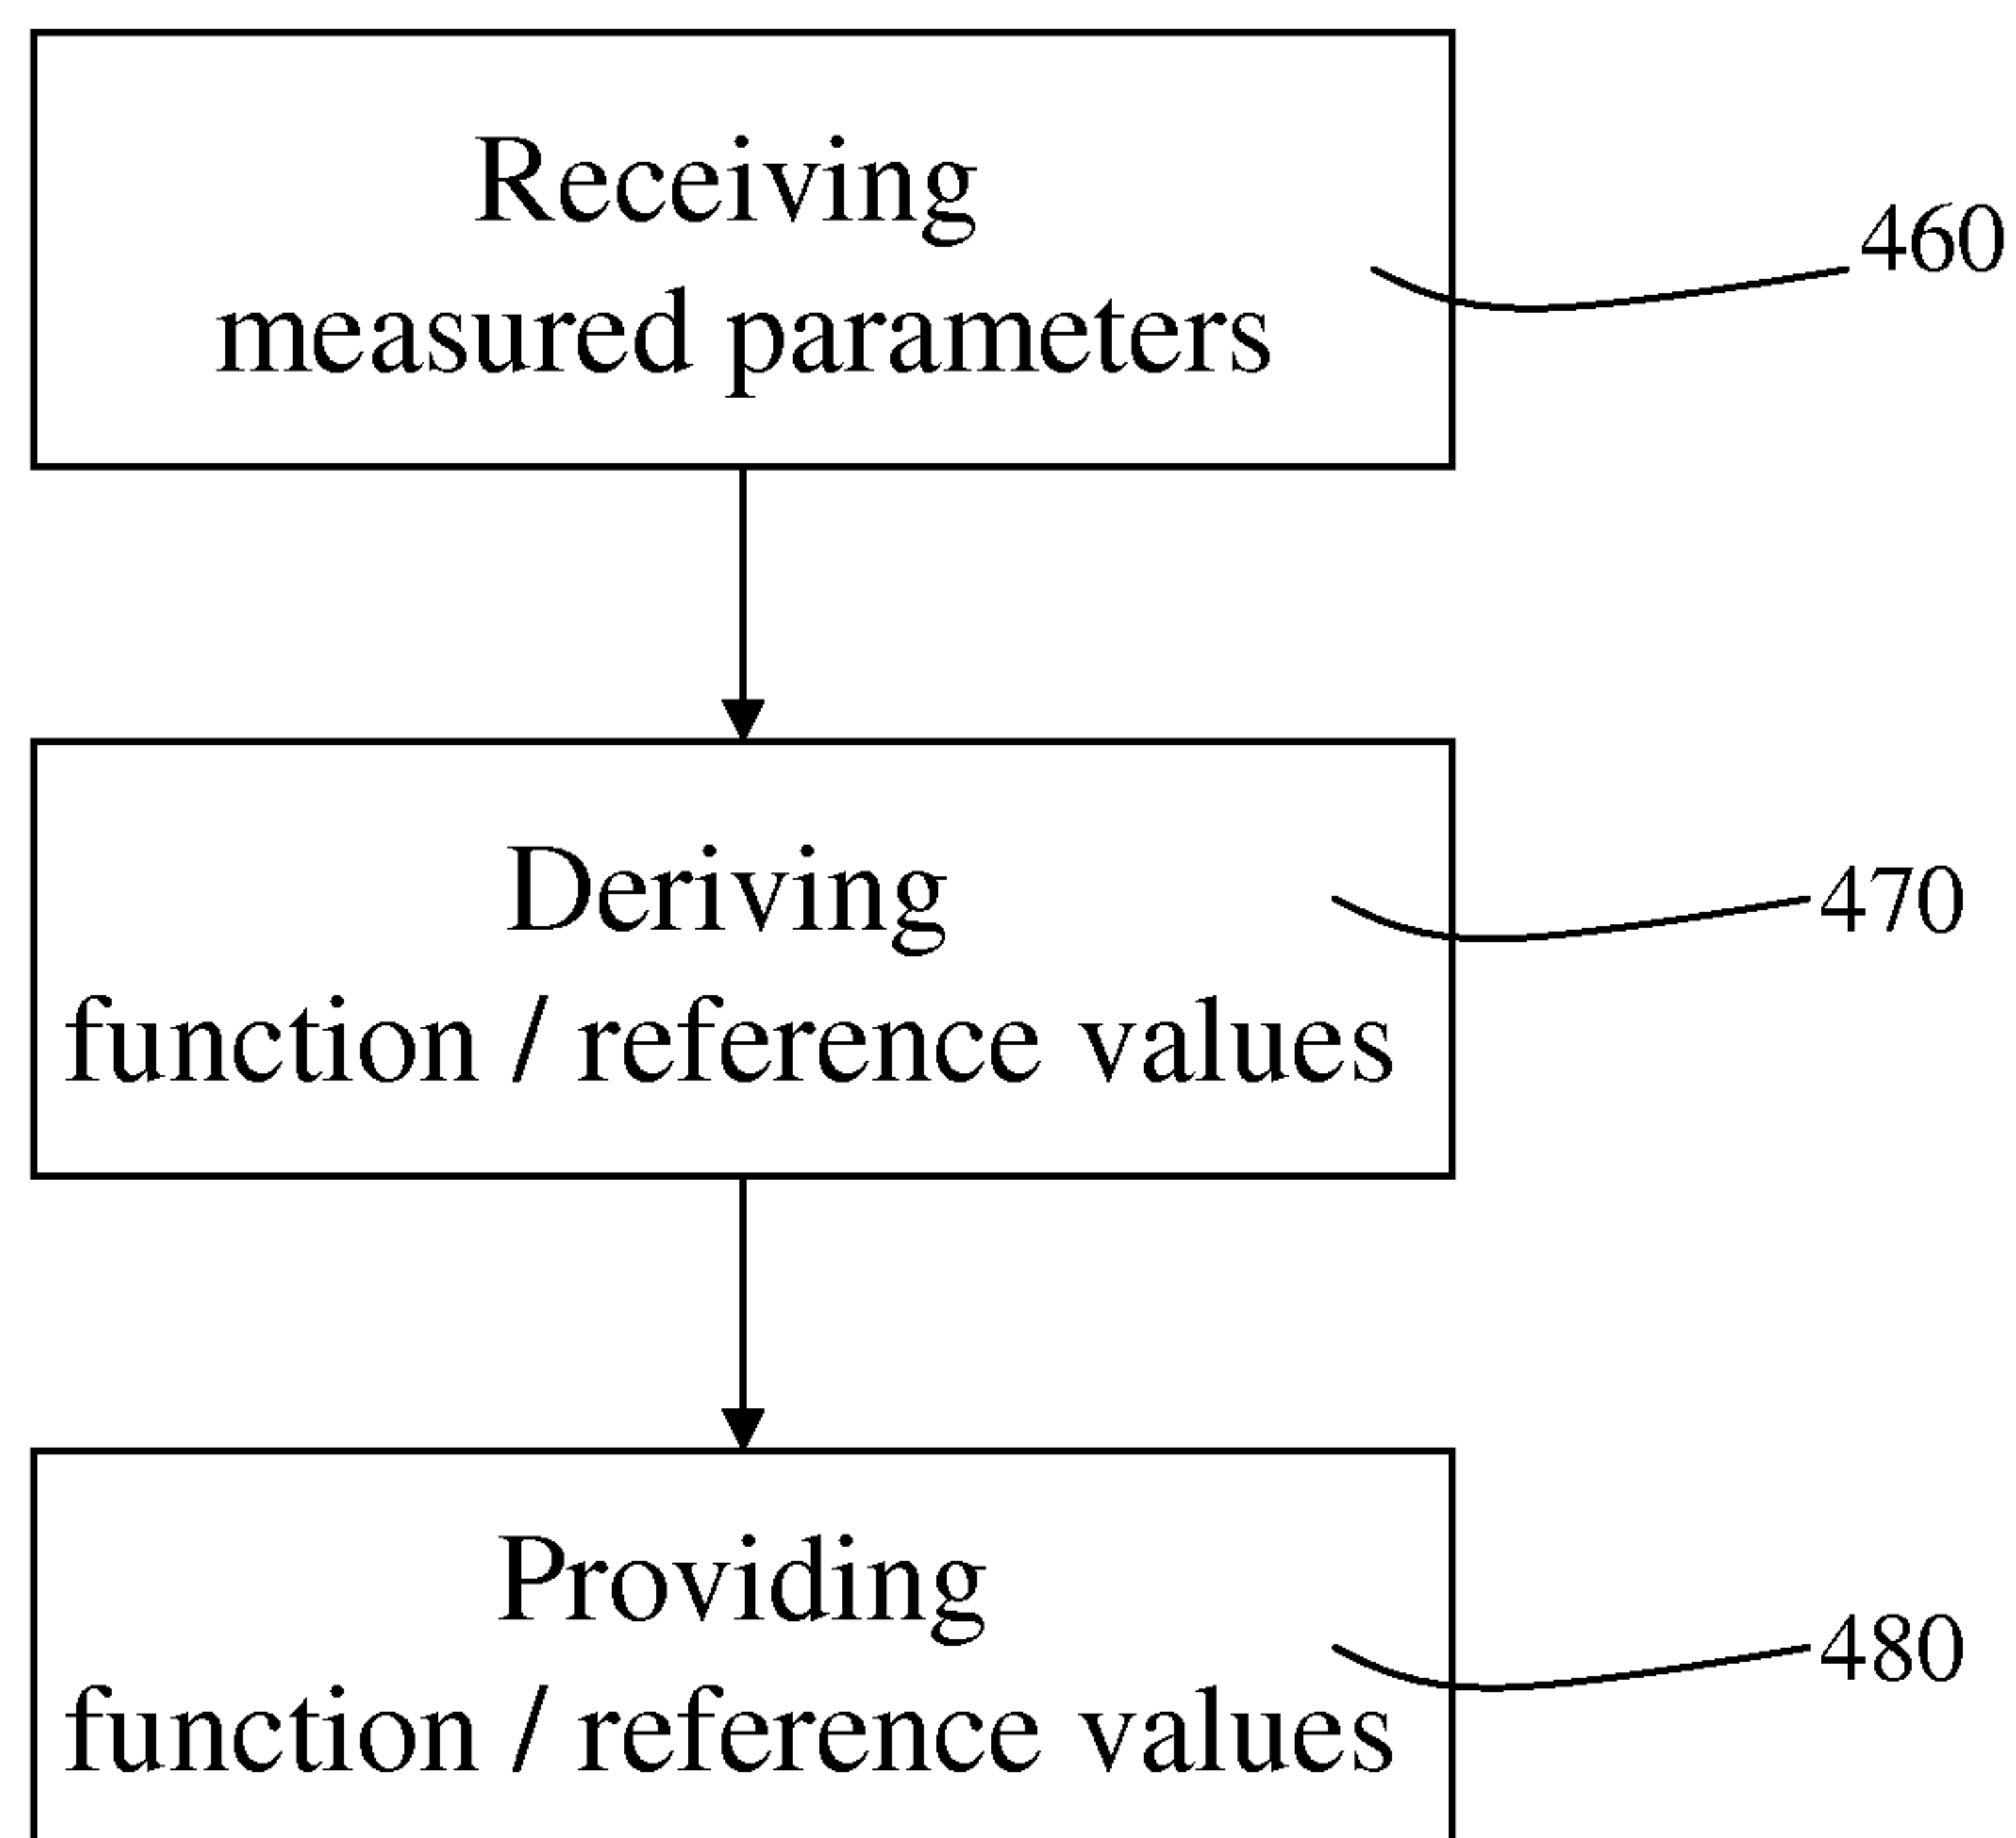 Receiving
measured parameters
460
Deriving
function / reference values
470
Providing
function / reference values
480